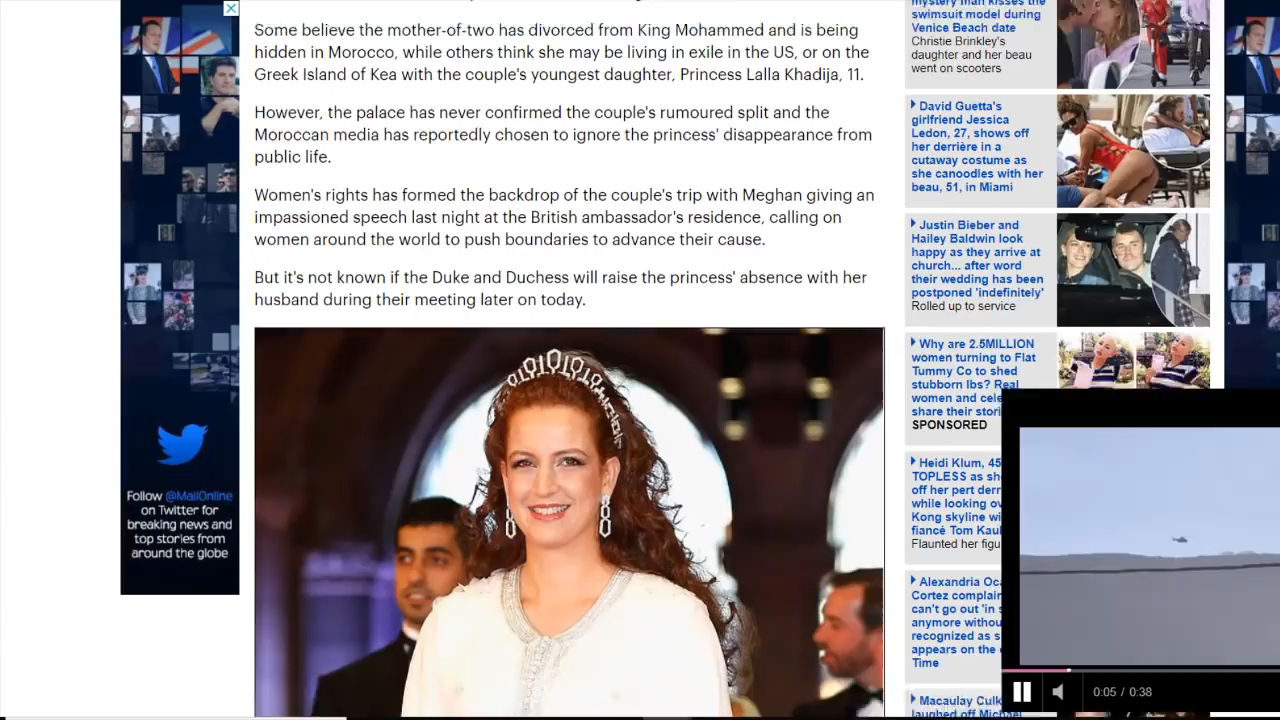 Some believe the mother-of-two has divorced from King Mohammed and is being
hidden in Morocco, while others think she may be living in exile in the US, or on the
Greek Island of Kea with the couple's youngest daughter, Princess Lalla Khadija, 11.
However, the palace has never confirmed the couple's rumoured split and the
Moroccan media has reportedly chosen to ignore the princess' disappearance from
public life.
Women's rights has formed the backdrop of the couple's trip with Meghan giving an
impassioned speech last night at the British ambassador's residence, calling on
women around the world to push boundaries to advance their cause.
But it's not known if the Duke and Duchess will raise the princess' absence with her
husband during their meeting later on today.
Follow @MailOnline
on Twitter for
breaking news and
top stories from
around the globe
mystery man kisses the
swimsuit model during
Venice Beach date
Christie Brinkley's
daughter and her beau
went on scooters
David Guetta's
girlfriend Jessica
Ledon, 27, shows off
her derrière in a
cutaway costume as
she canoodles with her
beau, 51, in Miami
Justin Bieber and
Hailey Baldwin look
happy as they arrive at
church... after word
their wedding has been
postponed 'indefinitely'
Rolled up to service
Why are 2.5MILLION
women turning to Flat
Tummy Co to shed
stubborn lbs? Real
women and cele
share their stori
SPONSORED
Heidi Klum, 45
TOPLESS as sh
off her pert derr
while looking ov
Kong skyline wi
fiancé Tom Kaul
Flaunted her figu
Alexandria Oca
Cortez complain
can't go out 'in s
anymore withou
recognized as s
appears on the c
Time
Macaulay Culk
laughed off Mich
0:05 / 0:38